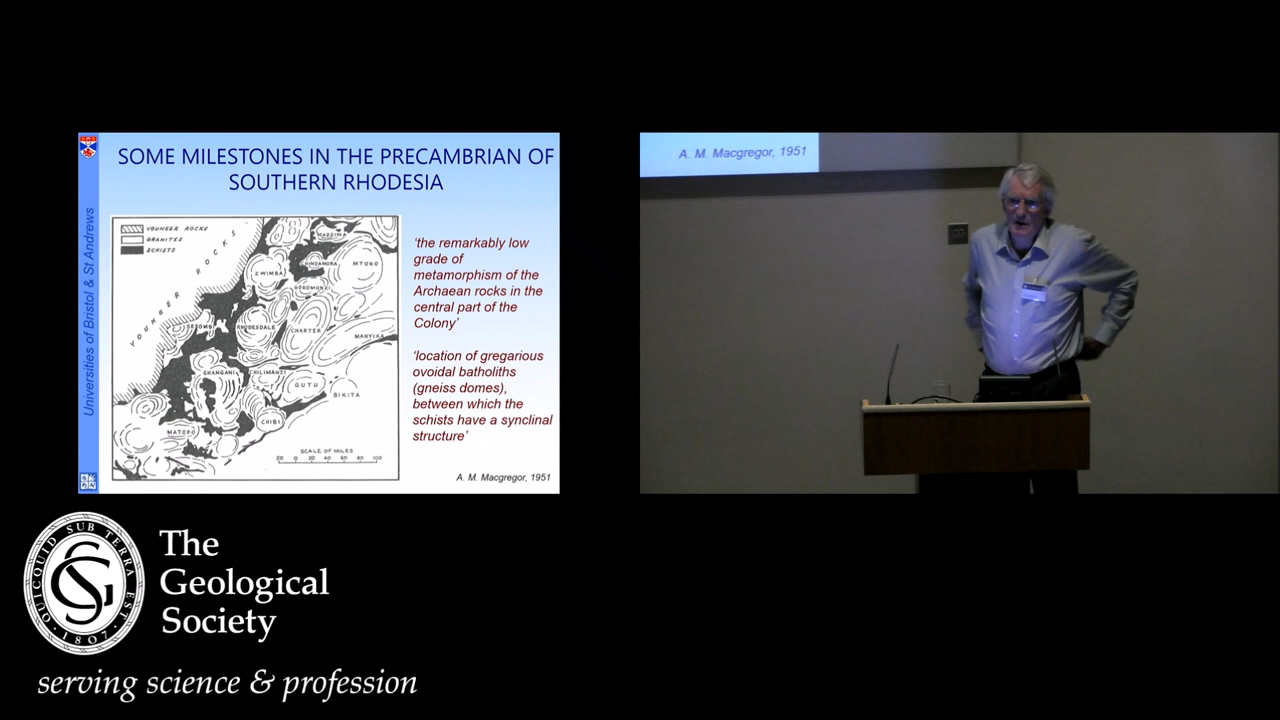 SOME MILESTONES IN THE PRECAMBRIAN OF
SOUTHERN RHODESIA
Universities of Bristol & St Andrews
YOUNGER ROCKS
GRANITES
SCHISTS
YOUNGER ROCKS
MADZIWA
CHINDAMORA
ZWIMBA
MTOKO
GOROMONZI
RHODESDALE
CHARTER
MANYIKA
SHANGANI
CHILIMANZI
GUTU
BIKITA
CHIBI
MATOPO
SCALE OF MILES
20 0 20 40 60 80 100
'the remarkably low
grade of
metamorphism of the
Archaean rocks in the
central part of the
Colony'
'location of gregarious
ovoidal batholiths
(gneiss domes),
between which the
schists have a synclinal
structure'
A. M. Macgregor, 1951
A. M. Macgregor, 1951
QUICQUID SUB TERRA EST
1807
The
Geological
Society
serving science & profession